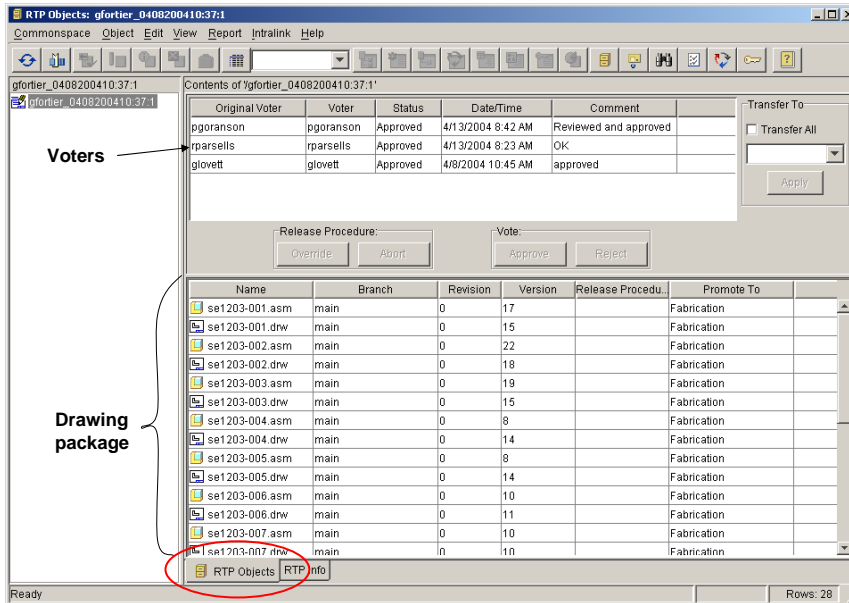 RTP Objects: gfortier_0408200410:37:1
Commonspace Object Edit View Report Intralink Help
gfortier_0408200410:37:1
Contents of '/gfortier_0408200410:37:1'
gfortier_0408200410:37:1
Original Voter Voter Status Date/Time Comment
pgoranson pgoranson Approved 4/13/2004 8:42 AM Reviewed and approved
rparsells rparsells Approved 4/13/2004 8:23 AM OK
glovett glovett Approved 4/8/2004 10:45 AM approved
Transfer To
Transfer All
Apply
Voters
Release Procedure:
Override Abort
Vote:
Approve Reject
Name Branch Revision Version Release Procedu... Promote To
se1203-001.asm main 0 17 Fabrication
se1203-001.drw main 0 15 Fabrication
se1203-002.asm main 0 22 Fabrication
se1203-002.drw main 0 18 Fabrication
se1203-003.asm main 0 19 Fabrication
se1203-003.drw main 0 15 Fabrication
se1203-004.asm main 0 8 Fabrication
se1203-004.drw main 0 14 Fabrication
se1203-005.asm main 0 8 Fabrication
se1203-005.drw main 0 14 Fabrication
se1203-006.asm main 0 10 Fabrication
se1203-006.drw main 0 11 Fabrication
se1203-007.asm main 0 10 Fabrication
se1203-007.drw main 0 10 Fabrication
Drawing
package
RTP Objects RTP Info
Ready
Rows: 28